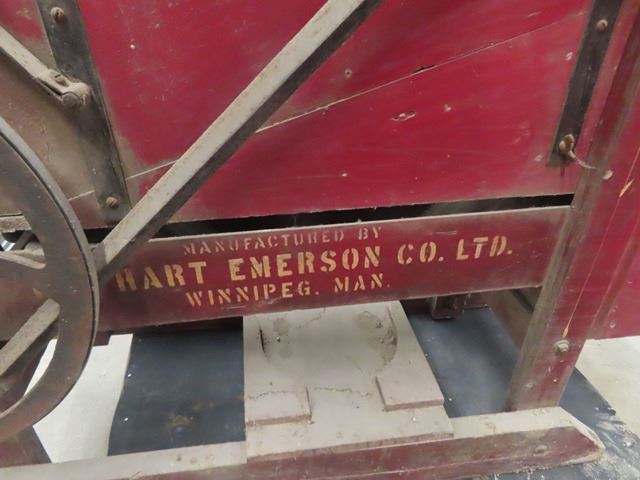 MANUFACTURED BY
HART EMERSON CO. LTD.
WINNIPEG. MAN.